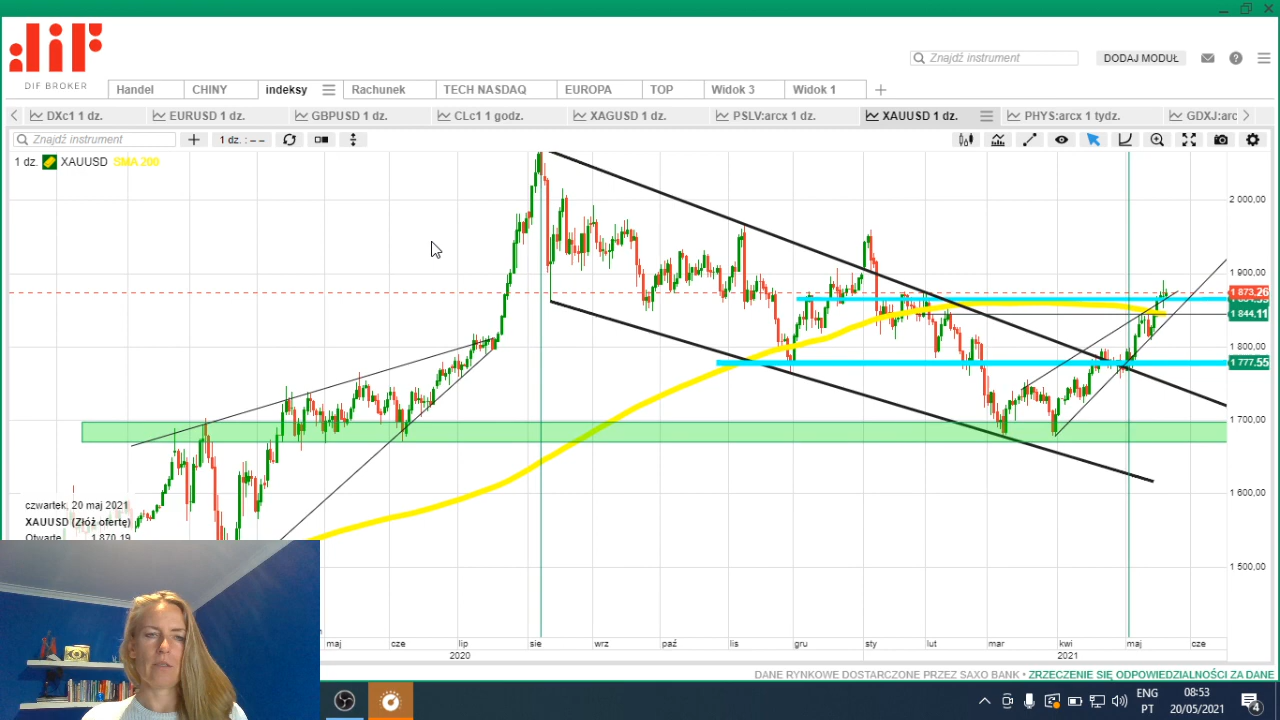 dif
DIF BROKER
Znajdź instrument
DODAJ MODUŁ
Handel
CHINY
indeksy
Rachunek
TECH NASDAQ
EUROPA
TOP
Widok 3
Widok 1
DXc1 1 dz.
EURUSD 1 dz.
GBPUSD 1 dz.
CLc1 1 godz.
XAGUSD 1 dz.
PSLV:arcx 1 dz.
XAUUSD 1 dz.
PHYS:arcx 1 tydz.
GDXJ:arc
Znajdź instrument
1 dz. : – –
1 dz. XAUUSD SMA 200
2 000,00
1 900,00
1 873,26
1 844,11
1 800,00
1 777,55
1 700,00
1 600,00
1 500,00
czwartek, 20 maj 2021
XAUUSD (Złóż ofertę)
Otwarte 1 870,19
maj cze lip sie wrz paź lis gru sty lut mar kwi maj cze
2020 2021
DANE RYNKOWE DOSTARCZONE PRZEZ SAXO BANK • ZRZECZENIE SIĘ ODPOWIEDZIALNOŚCI ZA DANE
ENG
PT
08:53
20/05/2021
4